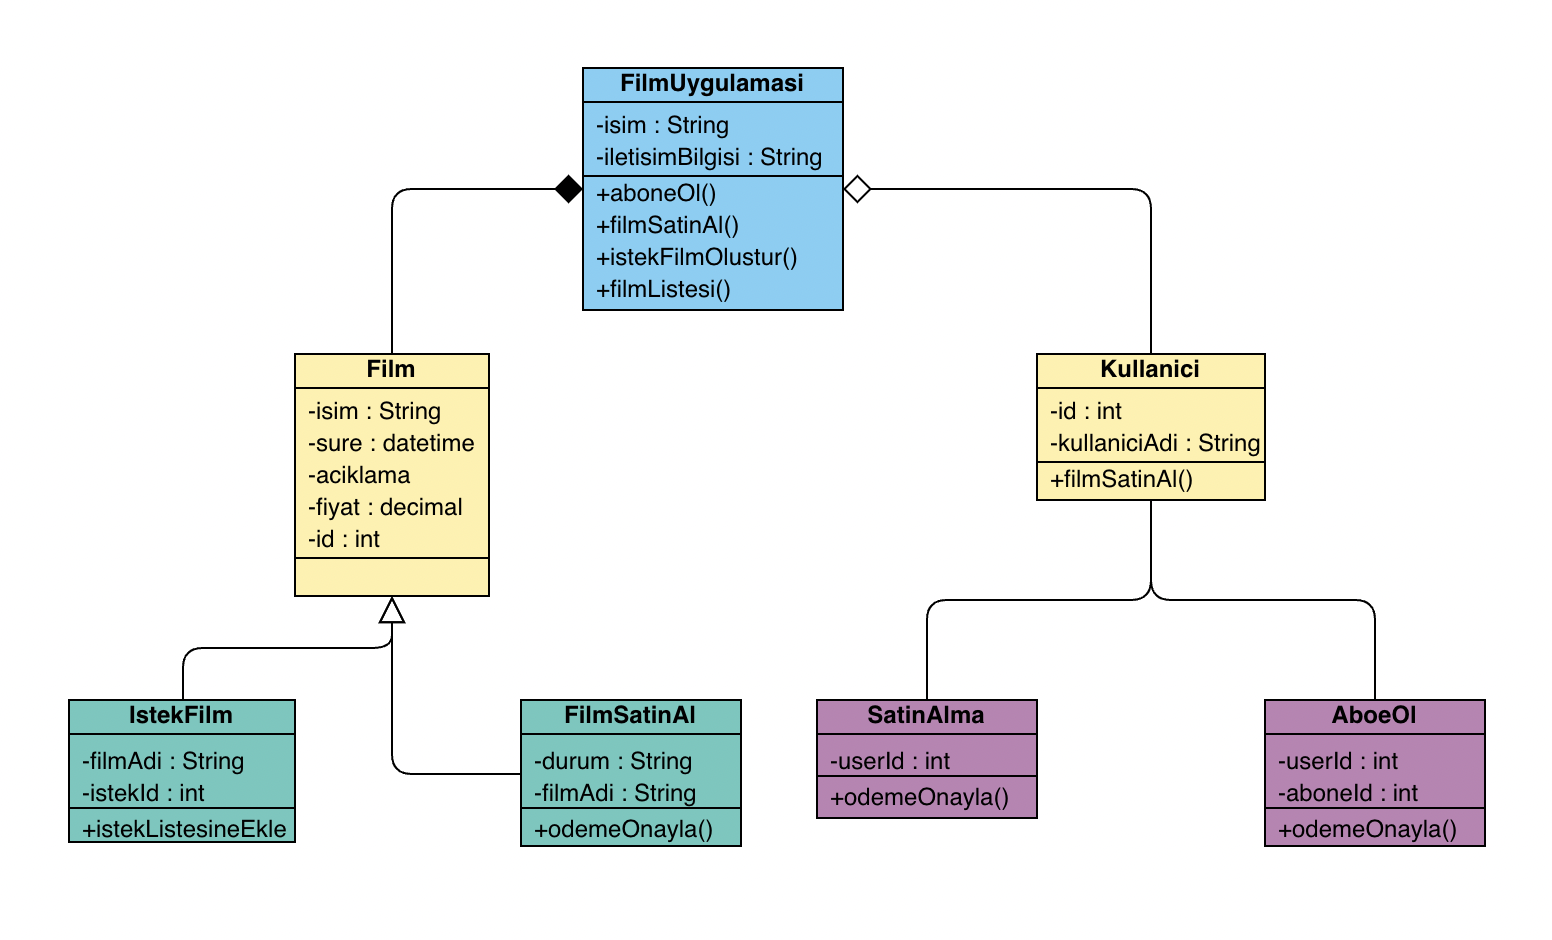 FilmUygulamasi
-isim : String
-iletisimBilgisi : String
+aboneOl()
+filmSatinAl()
+istekFilmOlustur()
+filmListesi()
Film
-isim : String
-sure : datetime
-aciklama
-fiyat : decimal
-id : int
Kullanici
-id : int
-kullaniciAdi : String
+filmSatinAl()
IstekFilm
-filmAdi : String
-istekId : int
+istekListesineEkle
FilmSatinAl
-durum : String
-filmAdi : String
+odemeOnayla()
SatinAlma
-userId : int
+odemeOnayla()
AboeOl
-userId : int
-aboneId : int
+odemeOnayla()